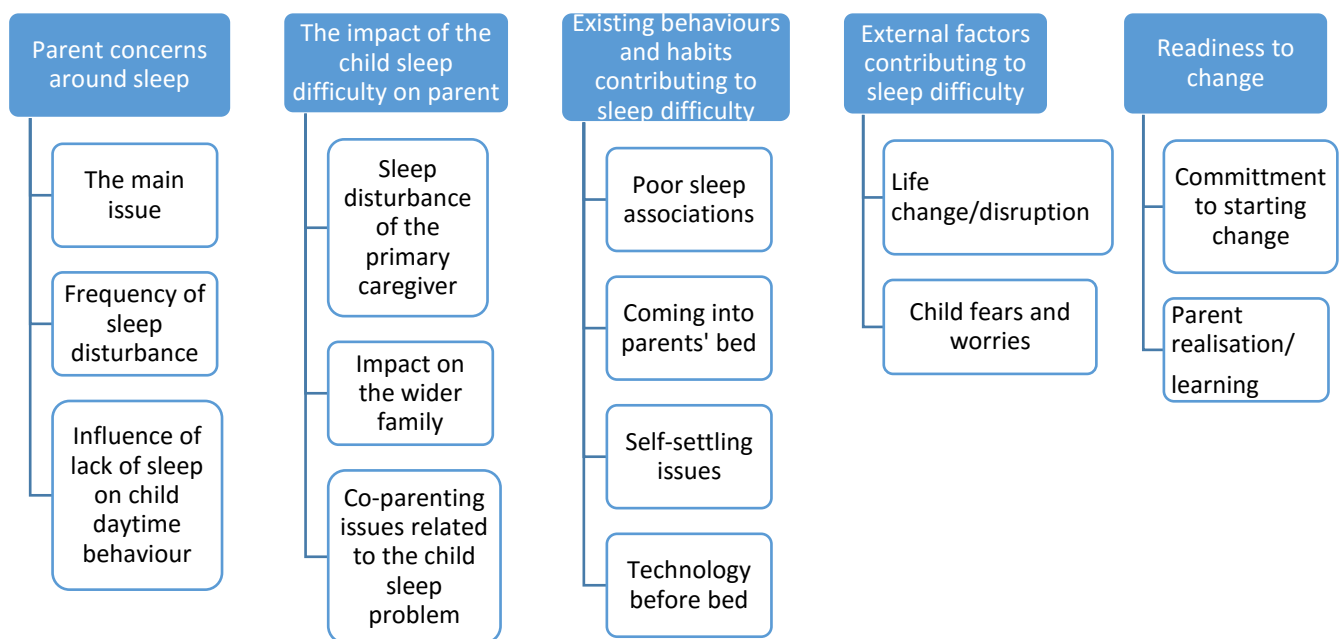 Parent concerns
around sleep
The main
issue
Frequency of
sleep
disturbance
Influence of
lack of sleep
on child
daytime
behaviour
The impact of the
child sleep
difficulty on parent
Sleep
disturbance
of the
primary
caregiver
Impact on
the wider
family
Co-parenting
issues related
to the child
sleep
problem
Existing behaviours
and habits
contributing to
sleep difficulty
Poor sleep
associations
Coming into
parents' bed
Self-settling
issues
Technology
before bed
External factors
contributing to
sleep difficulty
Life
change/disruption
Child fears and
worries
Readiness to
change
Committment
to starting
change
Parent
realisation/
learning